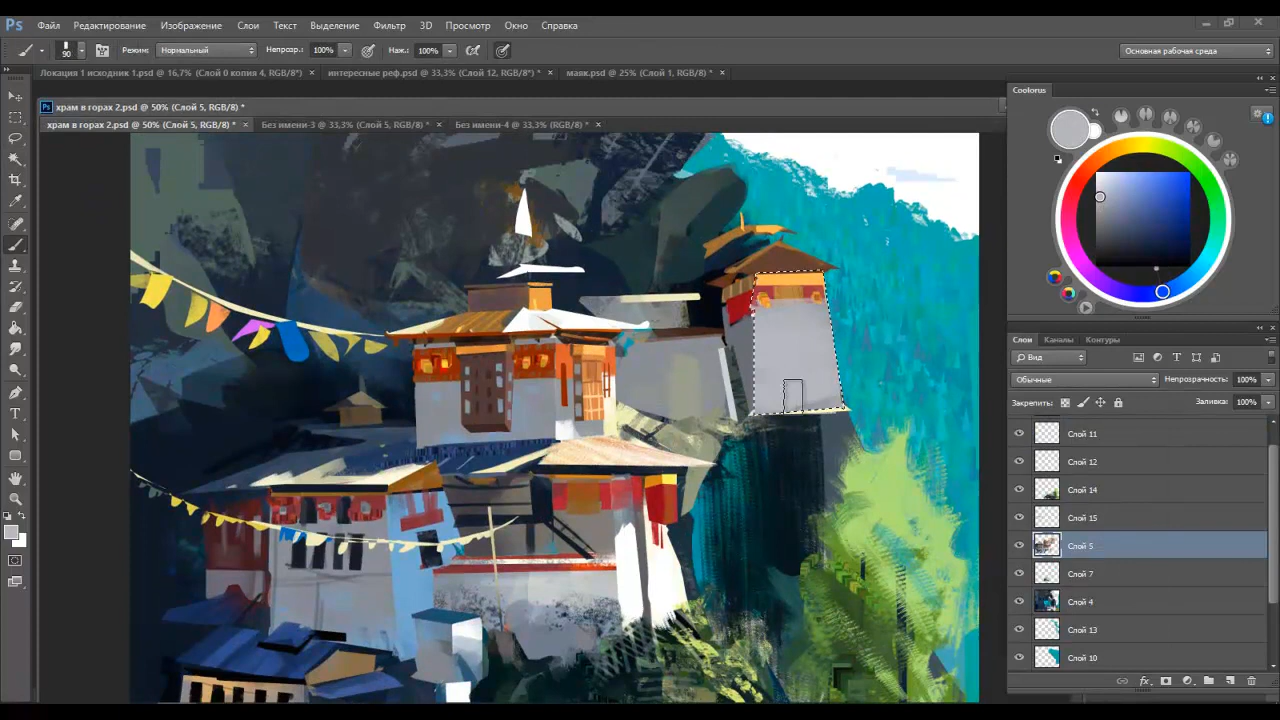 Ps Файл Редактирование Изображение Слои Текст Выделение Фильтр 3D Просмотр Окно Справка
90 Режим: Нормальный Непрозр.: 100% Наж.: 100% Основная рабочая среда
Локация 1 исходник 1.psd @ 16,7% (Слой 0 копия 4, RGB/8*) × интересные реф.psd @ 33,3% (Слой 12, RGB/8*) * × маяк.psd @ 25% (Слой 1, RGB/8*) * ×
Coolorus
Ps храм в горах 2.psd @ 50% (Слой 5, RGB/8) *
храм в горах 2.psd @ 50% (Слой 5, RGB/8) * × Без имени-3 @ 33,3% (Слой 5, RGB/8*) * × Без имени-4 @ 33,3% (RGB/8*) * ×
Слои Каналы Контуры
Вид
Обычные Непрозрачность: 100%
Закрепить: Заливка: 100%
Слой 11
Слой 12
Слой 14
Слой 15
Слой 5
Слой 7
Слой 4
Слой 13
Слой 10